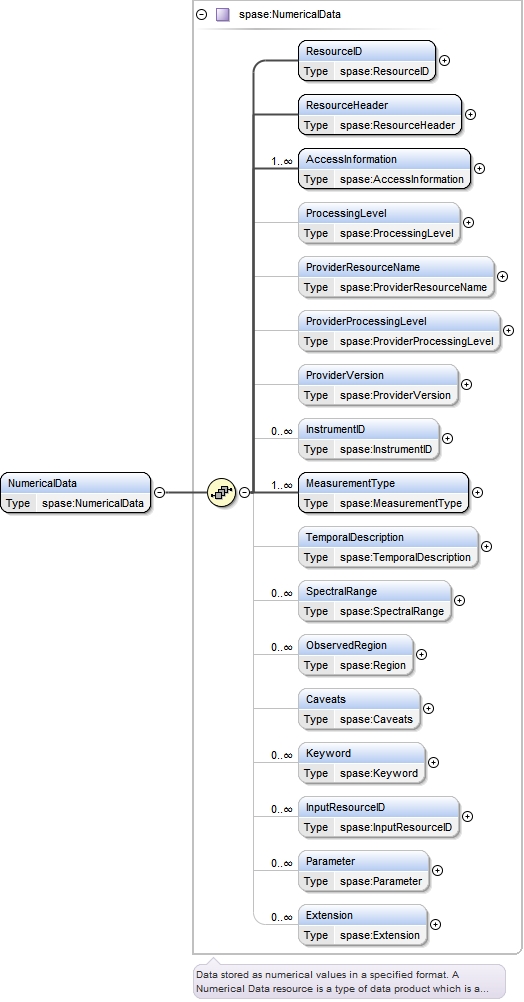 spase:NumericalData
ResourceID
Type spase:ResourceID
ResourceHeader
Type spase:ResourceHeader
1..∞
AccessInformation
Type spase:AccessInformation
ProcessingLevel
Type spase:ProcessingLevel
ProviderResourceName
Type spase:ProviderResourceName
ProviderProcessingLevel
Type spase:ProviderProcessingLevel
ProviderVersion
Type spase:ProviderVersion
0..∞
InstrumentID
Type spase:InstrumentID
NumericalData
Type spase:NumericalData
1..∞
MeasurementType
Type spase:MeasurementType
TemporalDescription
Type spase:TemporalDescription
0..∞
SpectralRange
Type spase:SpectralRange
0..∞
ObservedRegion
Type spase:Region
Caveats
Type spase:Caveats
0..∞
Keyword
Type spase:Keyword
0..∞
InputResourceID
Type spase:InputResourceID
0..∞
Parameter
Type spase:Parameter
0..∞
Extension
Type spase:Extension
Data stored as numerical values in a specified format. A
Numerical Data resource is a type of data product which is a...